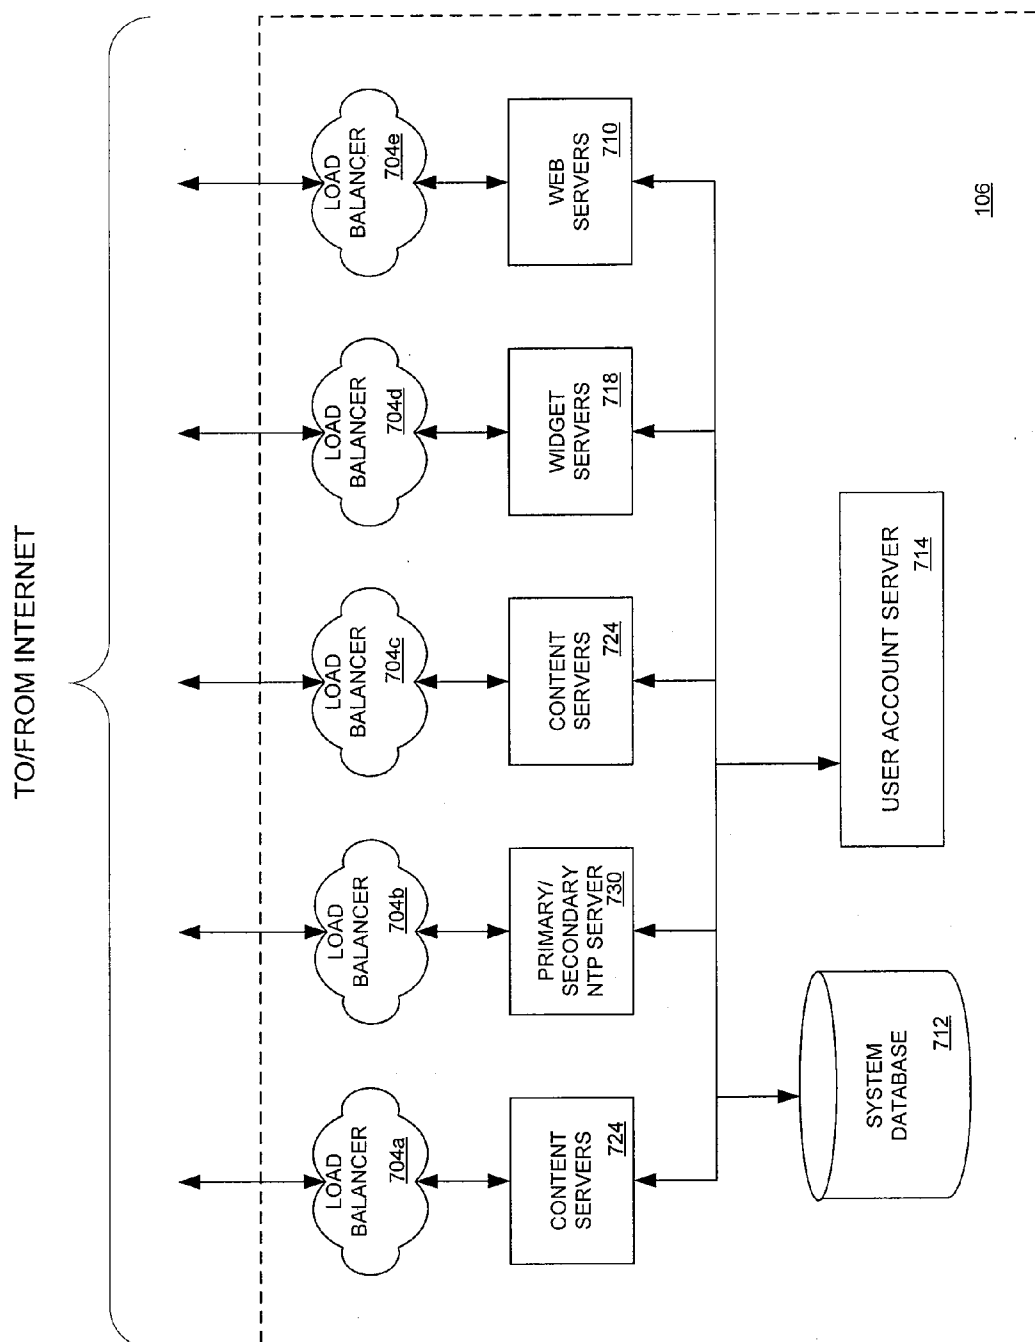 TO/FROM INTERNET
LOAD
BALANCER
704a
LOAD
BALANCER
704b
LOAD
BALANCER
704c
LOAD
BALANCER
704d
LOAD
BALANCER
704e
CONTENT
SERVERS
724
PRIMARY/
SECONDARY
NTP SERVER
730
CONTENT
SERVERS
724
WIDGET
SERVERS
718
WEB
SERVERS
710
SYSTEM
DATABASE
712
USER ACCOUNT SERVER
714
106